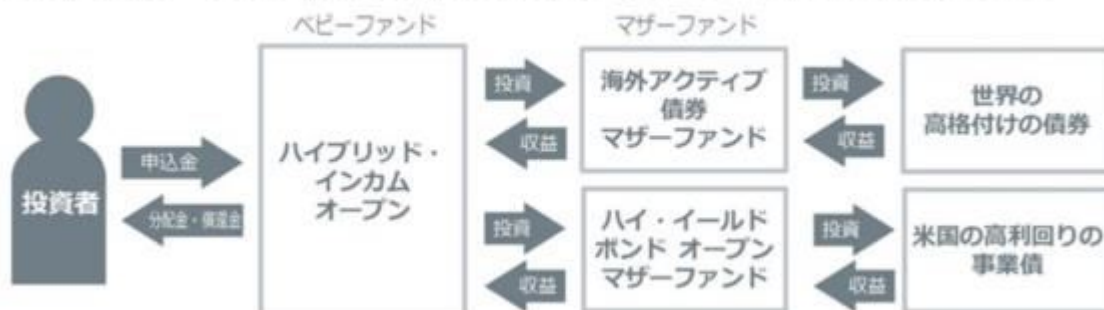 ベビーファンド
マザーファンド
投資者
申込金
分配金・償還金
ハイブリッド・
インカム
オープン
投資
収益
海外アクティブ
債券
マザーファンド
投資
収益
世界の
高格付けの債券
投資
収益
ハイ・イールド
ボンド オープン
マザーファンド
投資
収益
米国の高利回りの
事業債